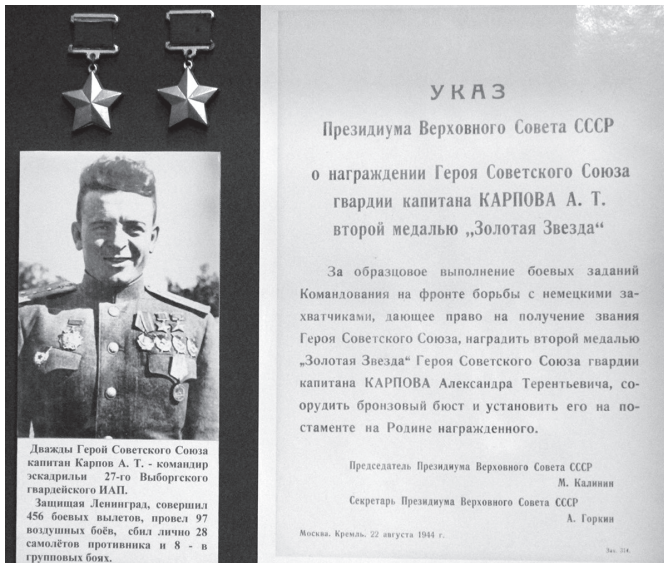 Дважды Герой Советского Союза
капитан Карпов А. Т. - командир
эскадрильи 27-го Выборгского
гвардейского ИАП.
Защищая Ленинград, совершил
456 боевых вылетов, провел 97
воздушных боёв, сбил лично 28
самолётов противника и 8 - в
групповых боях.
УКАЗ
Президиума Верховного Совета СССР
о награждении Героя Советского Союза
гвардии капитана КАРПОВА А. Т.
второй медалью „Золотая Звезда“
За образцовое выполнение боевых заданий
Командования на фронте борьбы с немецкими за-
хватчиками, дающее право на получение звания
Героя Советского Союза, наградить второй медалью
„Золотая Звезда“ Героя Советского Союза гвардии
капитана КАРПОВА Александра Терентьевича, со-
орудить бронзовый бюст и установить его на по-
стаменте на Родине награжденного.
Председатель Президиума Верховного Совета СССР
М. Калинин
Секретарь Президиума Верховного Совета СССР
А. Горкин
Москва, Кремль, 22 августа 1944 г.